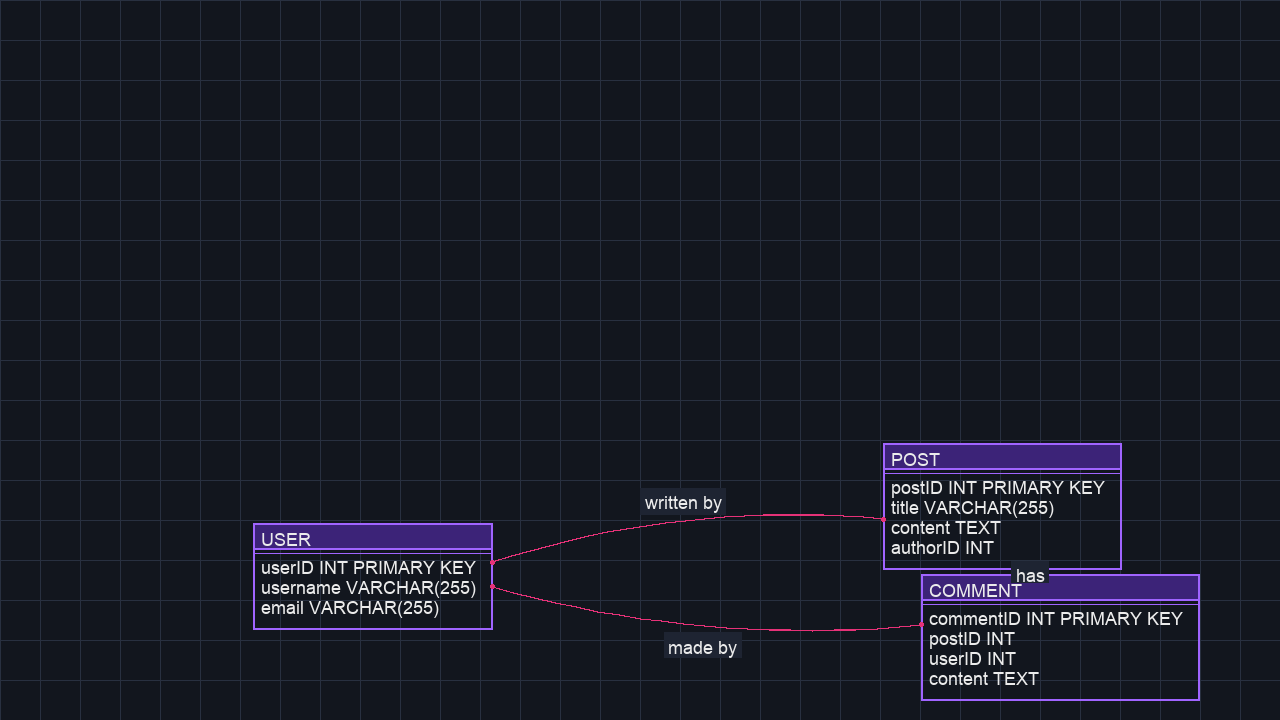 POST
postID INT PRIMARY KEY
title VARCHAR(255)
content TEXT
authorID INT
written by
USER
userID INT PRIMARY KEY
username VARCHAR(255)
email VARCHAR(255)
has
COMMENT
commentID INT PRIMARY KEY
postID INT
userID INT
content TEXT
made by